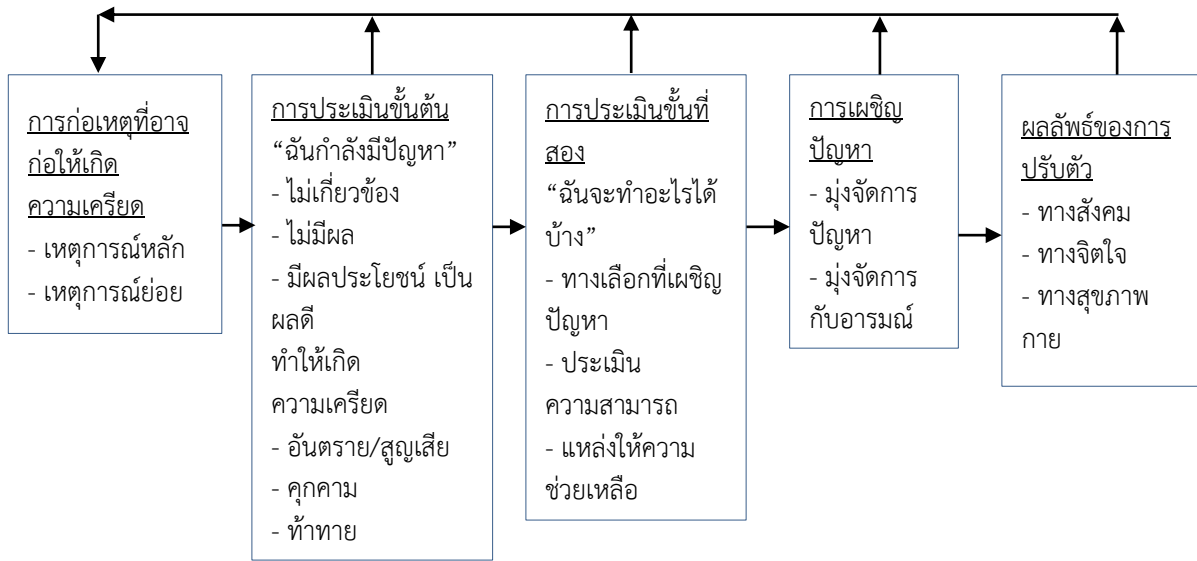 การก่อเหตุที่อาจ
ก่อให้เกิด
ความเครียด
- เหตุการณ์หลัก
- เหตุการณ์ย่อย
การประเมินขั้นต้น
“ฉันกำลังมีปัญหา”
- ไม่เกี่ยวข้อง
- ไม่มีผล
- มีผลประโยชน์ เป็น
ผลดี
ทำให้เกิด
ความเครียด
- อันตราย/สูญเสีย
- คุกคาม
- ท้าทาย
การประเมินขั้นที่
สอง
“ฉันจะทำอะไรได้
บ้าง”
- ทางเลือกที่เผชิญ
ปัญหา
- ประเมิน
ความสามารถ
- แหล่งให้ความ
ช่วยเหลือ
การเผชิญ
ปัญหา
- มุ่งจัดการ
ปัญหา
- มุ่งจัดการ
กับอารมณ์
ผลลัพธ์ของการ
ปรับตัว
- ทางสังคม
- ทางจิตใจ
- ทางสุขภาพ
กาย